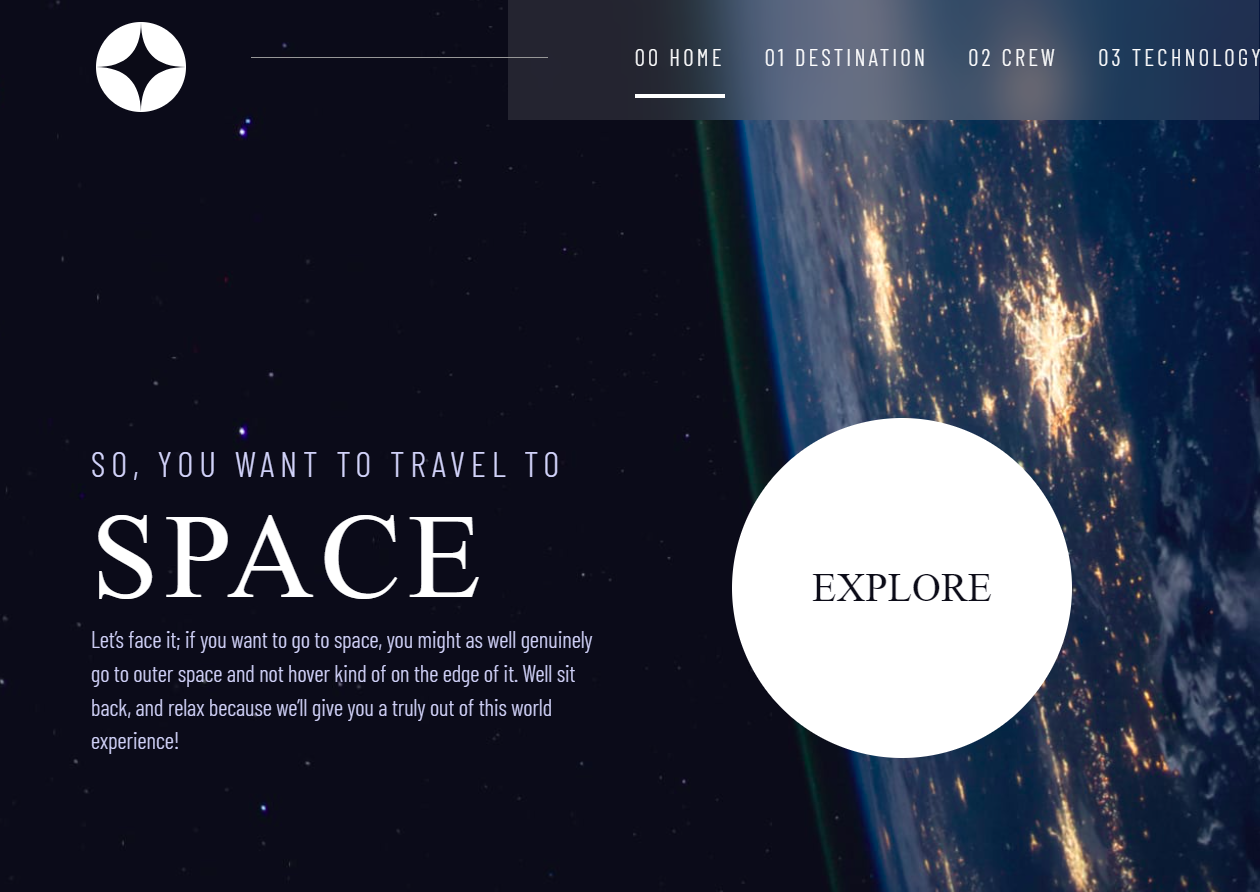 00 HOME 01 DESTINATION 02 CREW 03 TECHNOLOGY
SO, YOU WANT TO TRAVEL TO
SPACE
Let’s face it; if you want to go to space, you might as well genuinely
go to outer space and not hover kind of on the edge of it. Well sit
back, and relax because we’ll give you a truly out of this world
experience!
EXPLORE